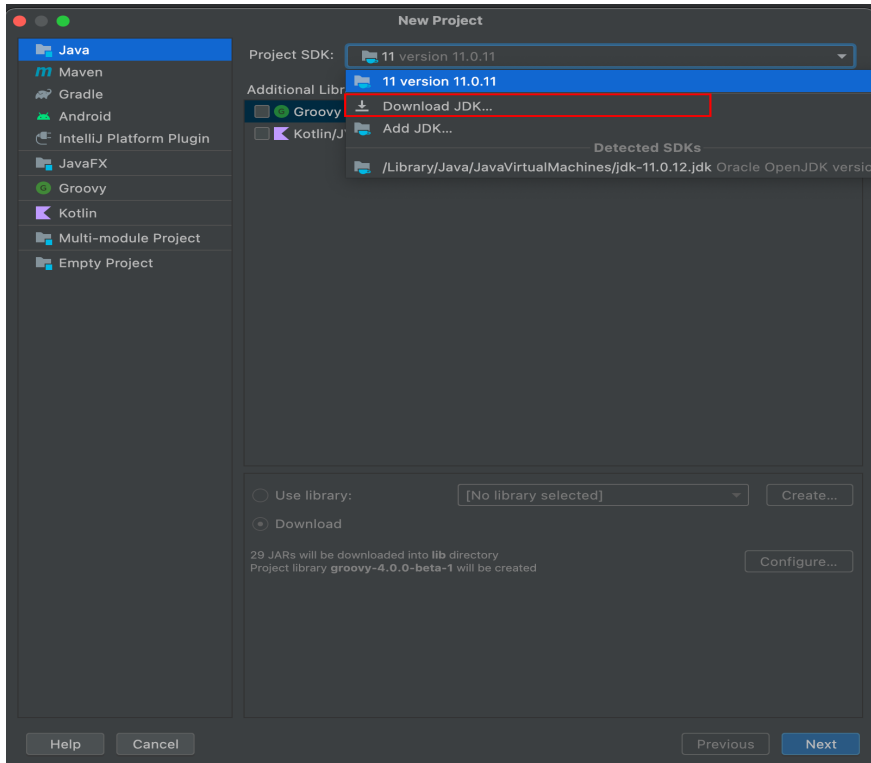 New Project
Java
Maven
Gradle
Android
IntelliJ Platform Plugin
JavaFX
Groovy
Kotlin
Multi-module Project
Empty Project
Project SDK: 11 version 11.0.11
11 version 11.0.11
Download JDK...
Add JDK...
Detected SDKs
/Library/Java/JavaVirtualMachines/jdk-11.0.12.jdk Oracle OpenJDK versio
Additional Libr
Groovy
Kotlin/J
Use library: [No library selected] Create...
Download
29 JARs will be downloaded into lib directory
Project library groovy-4.0.0-beta-1 will be created
Configure...
Help Cancel Previous Next